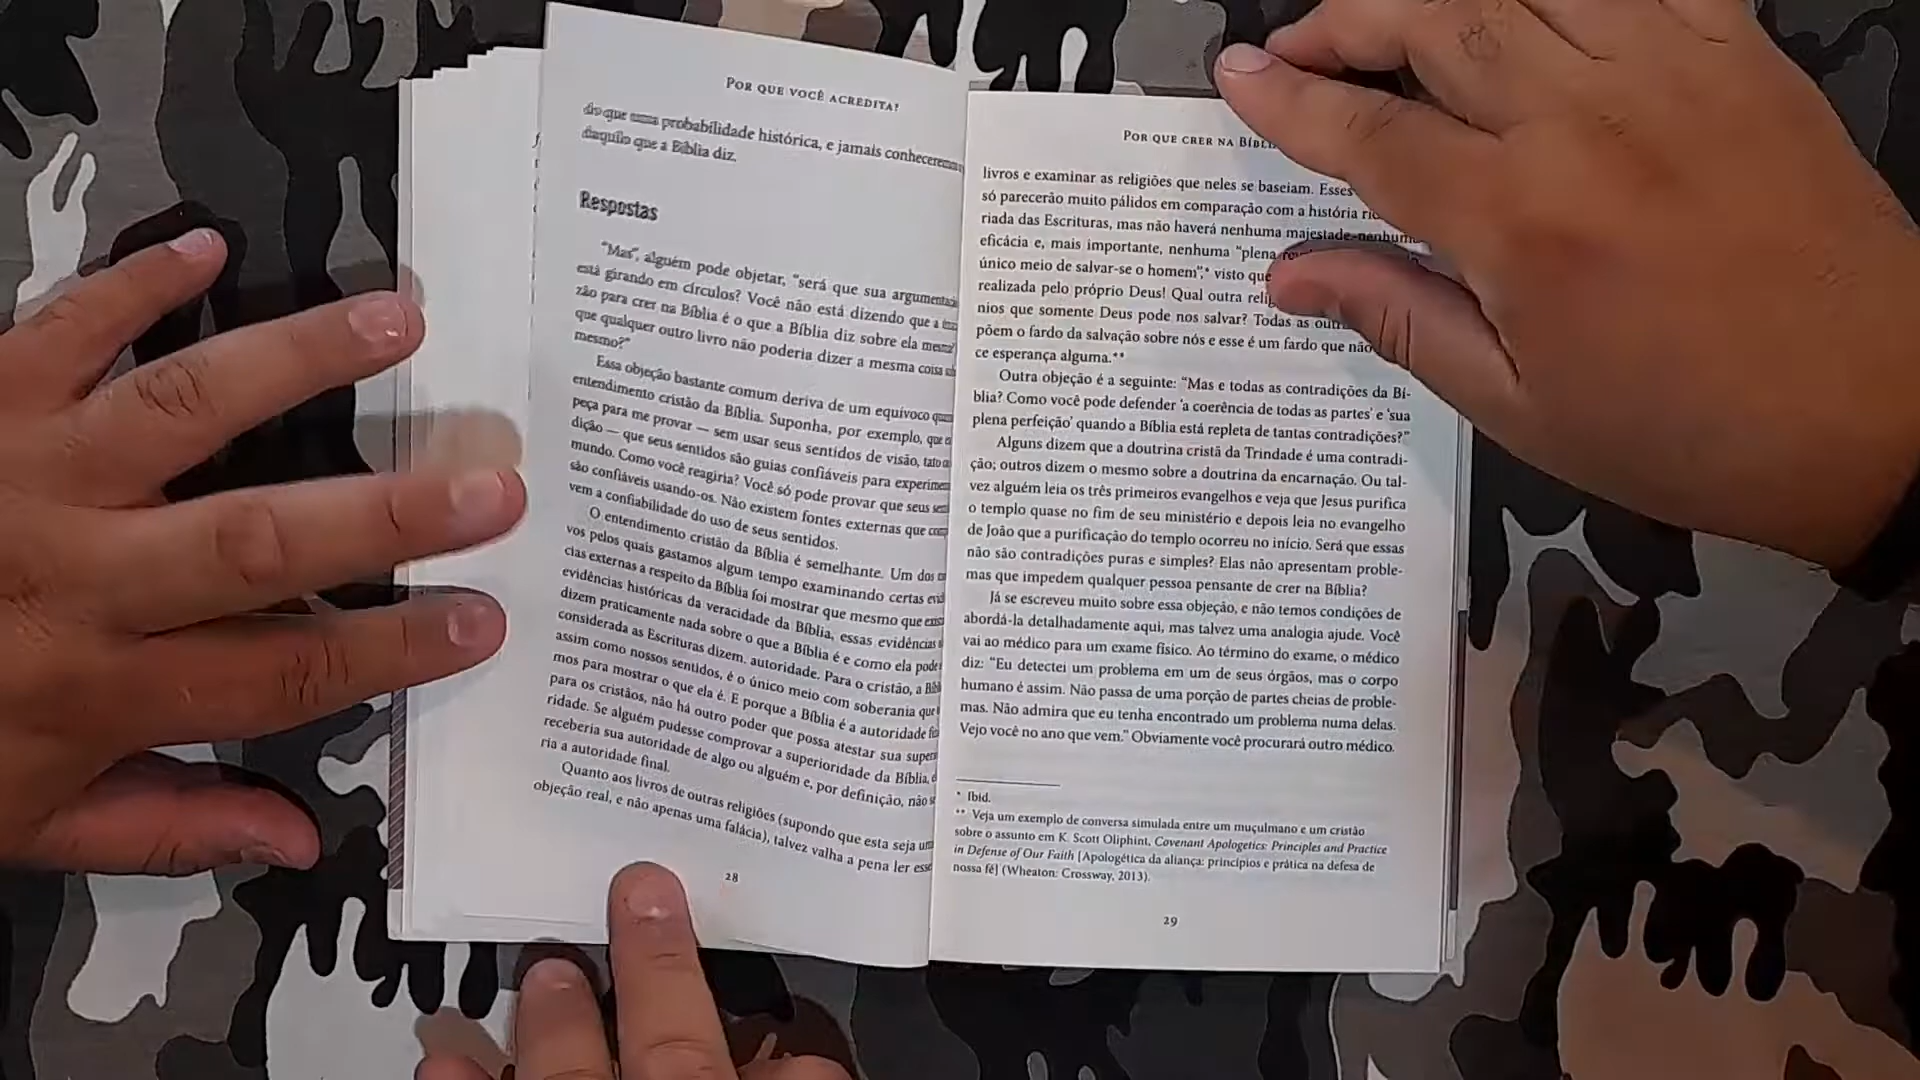 POR QUE VOCÊ ACREDITA?
do que uma probabilidade histórica, e jamais conheceremos
daquilo que a Bíblia diz.
Respostas
"Mas", alguém pode objetar, "será que sua argumentação
está girando em círculos? Você não está dizendo que a
zão para crer na Bíblia é o que a Bíblia diz sobre ela mesma?
que qualquer outro livro não poderia dizer a mesma coisa
mesmo?"
Essa objeção bastante comum deriva de um equívoco
entendimento cristão da Bíblia. Suponha, por exemplo, que
peça para me provar — sem usar seus sentidos de visão, tato
dição — que seus sentidos são guias confiáveis para
mundo. Como você reagiria? Você só pode provar que seus
são confiáveis usando-os. Não existem fontes externas que
vem a confiabilidade do uso de seus sentidos.
O entendimento cristão da Bíblia é semelhante. Um dos
vos pelos quais gastamos algum tempo examinando certas
cias externas a respeito da Bíblia foi mostrar que mesmo que
evidências históricas da veracidade da Bíblia, essas evidências
dizem praticamente nada sobre o que a Bíblia é e como ela pode
considerada as Escrituras dizem, autoridade. Para o cristão, a
assim como nossos sentidos, é o único meio com soberania que
mos para mostrar o que ela é. E porque a Bíblia é a autoridade
para os cristãos, não há outro poder que possa atestar sua
ridade. Se alguém pudesse comprovar a superioridade da Bíblia,
receberia sua autoridade de algo ou alguém e, por definição, não
ria a autoridade final.
Quanto aos livros de outras religiões (supondo que esta seja
objeção real, e não apenas uma falácia), talvez valha a pena ler
28
POR QUE CRER NA
livros e examinar as religiões que neles se baseiam. Esses
só parecerão muito pálidos em comparação com a história
riada das Escrituras, mas não haverá nenhuma majestade, nenhuma
eficácia e, mais importante, nenhuma "plena
único meio de salvar-se o homem",* visto que
realizada pelo próprio Deus! Qual outra
nios que somente Deus pode nos salvar? Todas as
põem o fardo da salvação sobre nós e esse é um fardo que não
ce esperança alguma.**
Outra objeção é a seguinte: "Mas e todas as contradições da Bí-
blia? Como você pode defender 'a coerência de todas as partes' e 'sua
plena perfeição' quando a Bíblia está repleta de tantas contradições?"
Alguns dizem que a doutrina cristã da Trindade é uma contradi-
ção; outros dizem o mesmo sobre a doutrina da encarnação. Ou tal-
vez alguém leia os três primeiros evangelhos e veja que Jesus purifica
o templo quase no fim de seu ministério e depois leia no evangelho
de João que a purificação do templo ocorreu no início. Será que essas
não são contradições puras e simples? Elas não apresentam proble-
mas que impedem qualquer pessoa pensante de crer na Bíblia?
Já se escreveu muito sobre essa objeção, e não temos condições de
abordá-la detalhadamente aqui, mas talvez uma analogia ajude. Você
vai ao médico para um exame físico. Ao término do exame, o médico
diz: "Eu detectei um problema em um de seus órgãos, mas o corpo
humano é assim. Não passa de uma porção de partes cheias de proble-
mas. Não admira que eu tenha encontrado um problema numa delas.
Vejo você no ano que vem." Obviamente você procurará outro médico.
* Ibid.
** Veja um exemplo de conversa simulada entre um muçulmano e um cristão
sobre o assunto em K. Scott Oliphint, Covenant Apologetics: Principles and Practice
in Defense of Our Faith [Apologética da aliança: princípios e prática na defesa de
nossa fé] (Wheaton: Crossway, 2013).
29